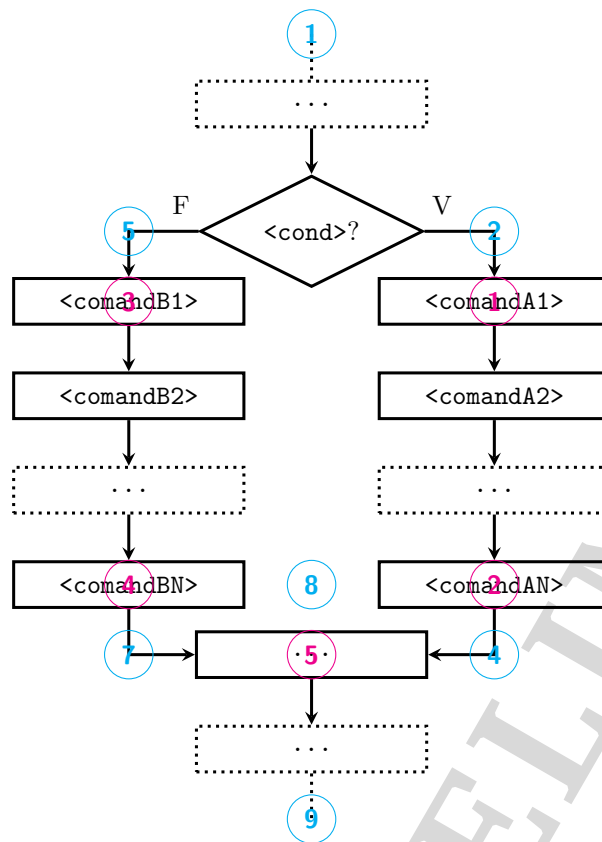 1
...
F
V
5
<cond>?
2
<comandB1>
3
<comandA1>
1
<comandB2>
<comandA2>
...
...
<comandBN>
4
8
<comandAN>
2
7
...
5
4
...
9
ELIM